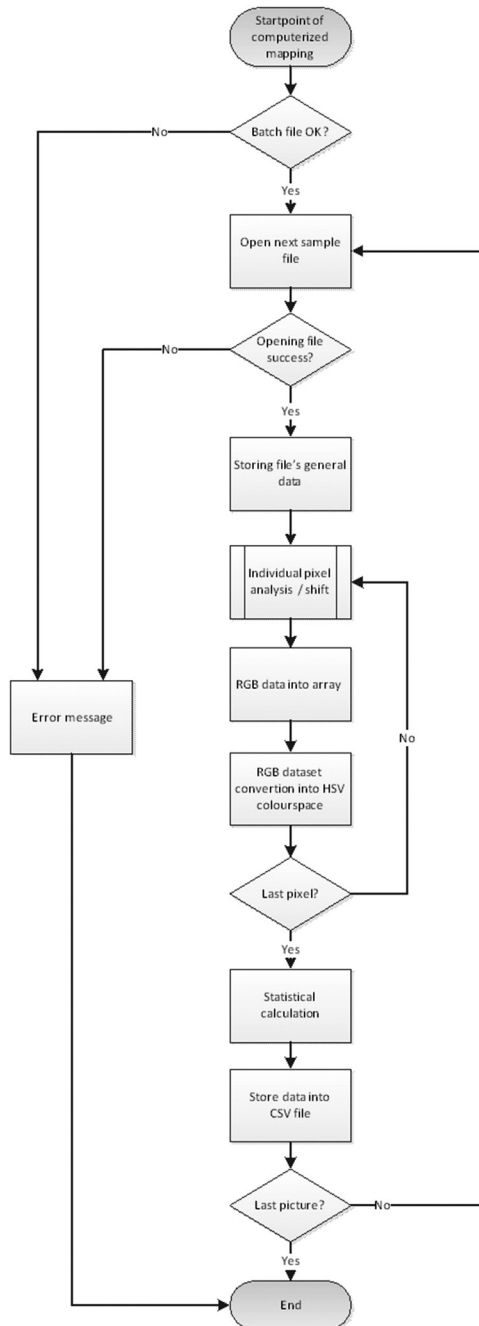 Startpoint of
computerized
mapping
No
Batch file OK?
Yes
Open next sample
file
No
Opening file
success?
Yes
Storing file's general
data
Individual pixel
analysis / shift
Error message
RGB data into array
No
RGB dataset
convertion into HSV
colourspace
Last pixel?
Yes
Statistical
calculation
Store data into
CSV file
Last picture?
No
Yes
End